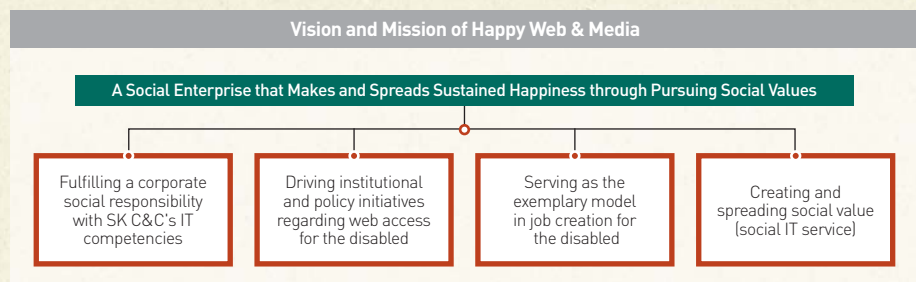 Vision and Mission of Happy Web & Media
A Social Enterprise that Makes and Spreads Sustained Happiness through Pursuing Social Values
Fulfilling a corporate
social responsibility
with SK C&C's IT
competencies
Driving institutional
and policy initiatives
regarding web access
for the disabled
Serving as the
exemplary model
in job creation for
the disabled
Creating and
spreading social value
(social IT service)